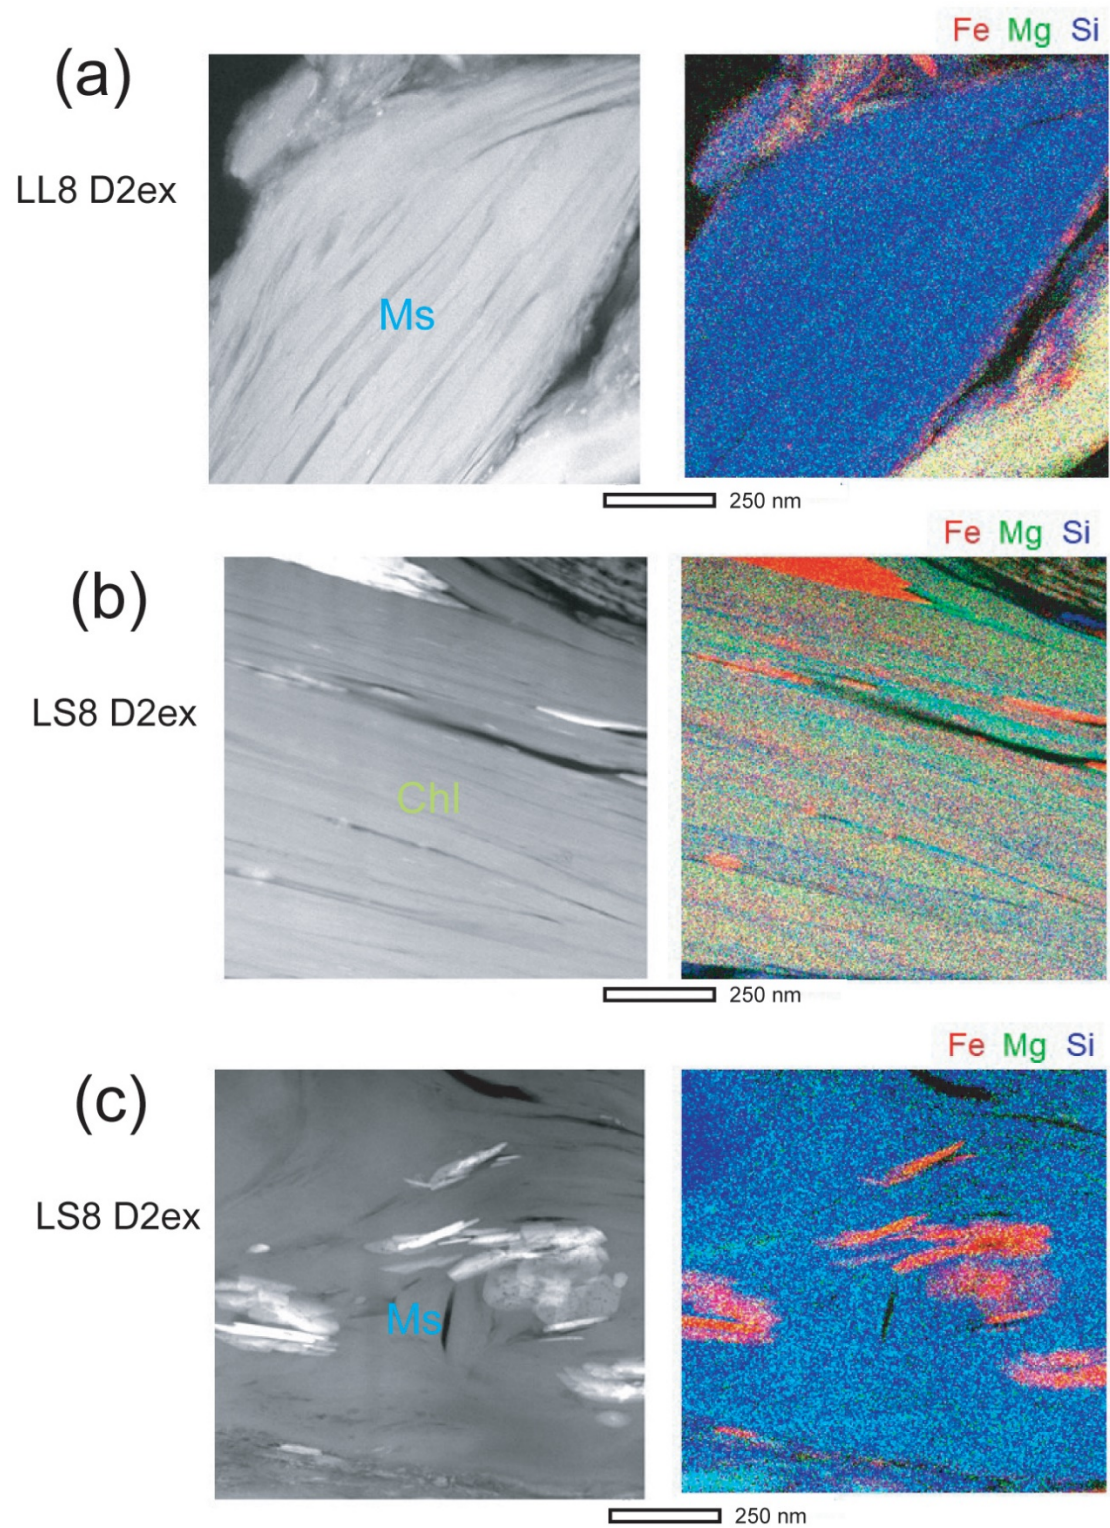 Fe Mg Si
(a)
LL8 D2ex
Ms
250 nm
Fe Mg Si
(b)
LS8 D2ex
Chl
250 nm
Fe Mg Si
(c)
LS8 D2ex
Ms
250 nm